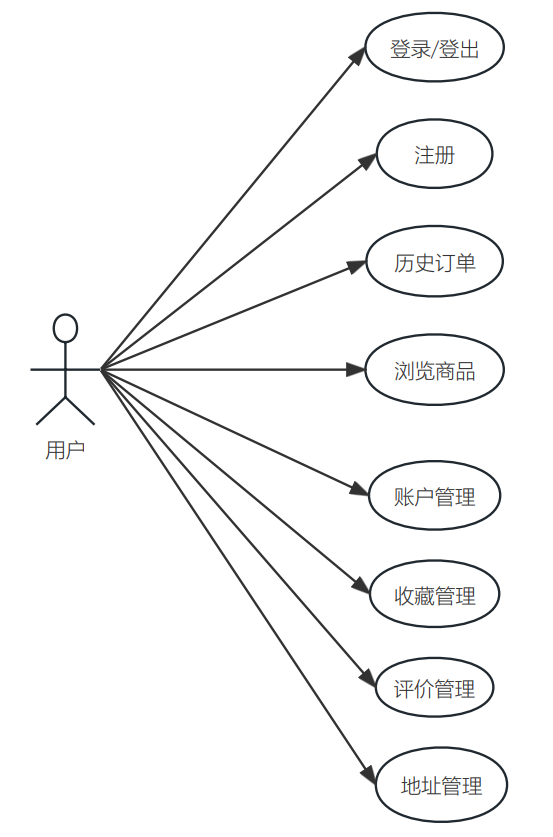 登录/登出
注册
历史订单
浏览商品
用户
账户管理
收藏管理
评价管理
地址管理